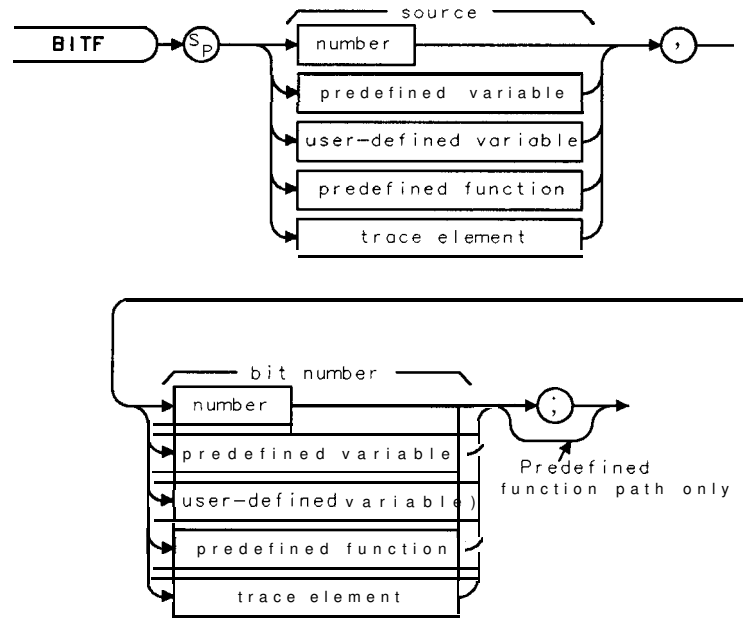 source
BITF
SP
number
,
predefined variable
user-defined variable
predefined function
trace element
bit number
number
;
predefined variable
Predefined
function path only
user-defined variable)
predefined function
trace element